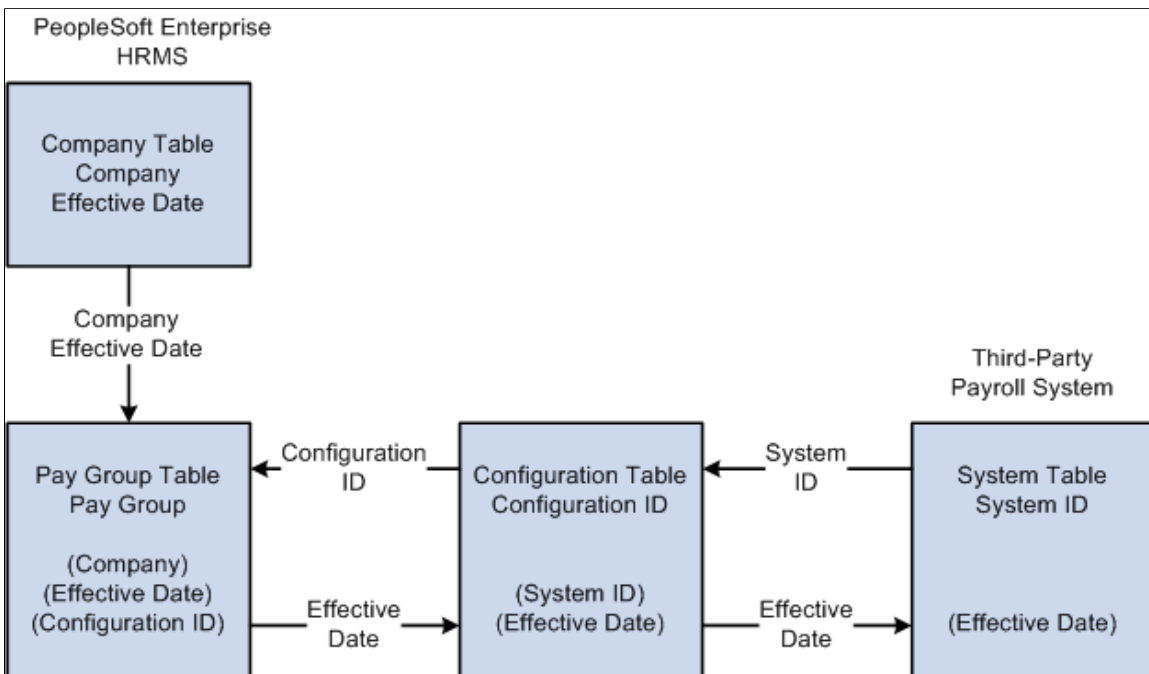 PeopleSoft Enterprise
HRMS
Company Table
Company
Effective Date
Company
Effective Date
Third-Party
Payroll System
Pay Group Table
Pay Group
(Company)
(Effective Date)
(Configuration ID)
Configuration
ID
Effective
Date
Configuration Table
Configuration ID
(System ID)
(Effective Date)
System
ID
Effective
Date
System Table
System ID
(Effective Date)